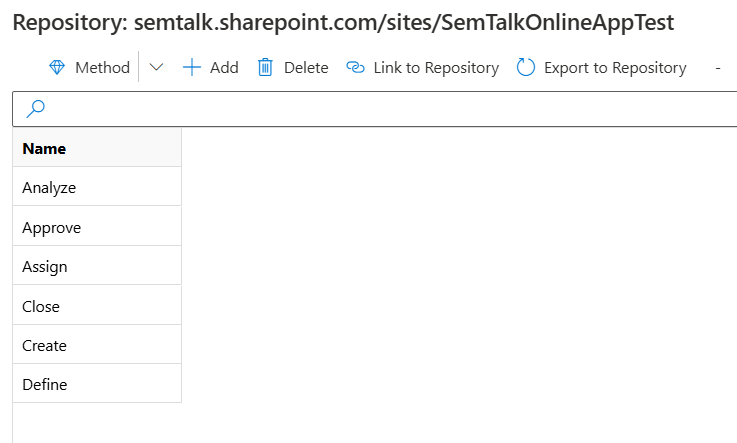 Repository: semtalk.sharepoint.com/sites/SemTalkOnlineAppTest
Method Add Delete Link to Repository Export to Repository -
Name
Analyze
Approve
Assign
Close
Create
Define